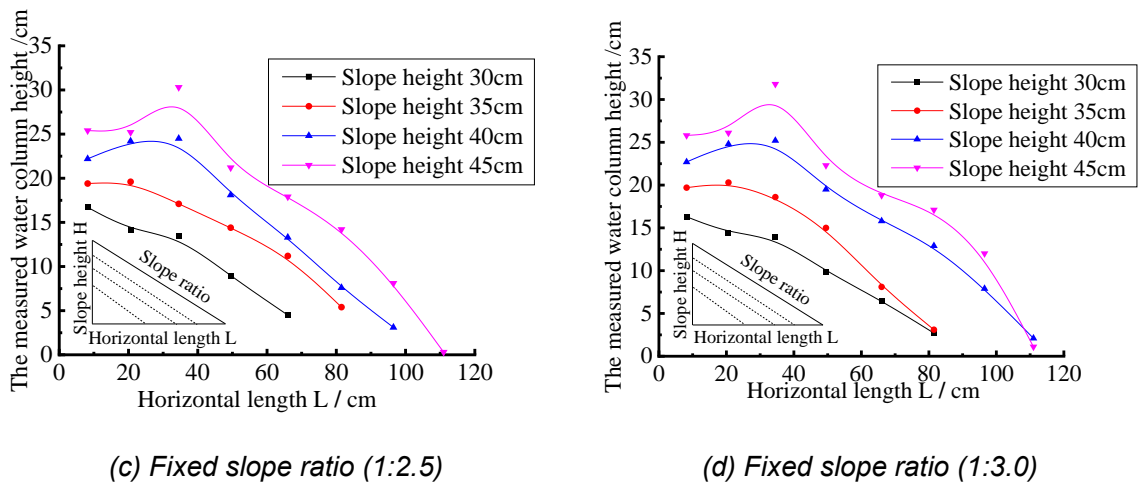 The measured water column height /cm
35
30
25
20
15
10
5
0
Slope height 30cm
Slope height 35cm
Slope height 40cm
Slope height 45cm
Slope height H
Slope ratio
Horizontal length L
0 20 40 60 80 100 120
Horizontal length L / cm
(c) Fixed slope ratio (1:2.5)
The measured water column height /cm
35
30
25
20
15
10
5
0
Slope height 30cm
Slope height 35cm
Slope height 40cm
Slope height 45cm
Slope height H
Slope ratio
Horizontal length L
0 20 40 60 80 100 120
Horizontal length L / cm
(d) Fixed slope ratio (1:3.0)